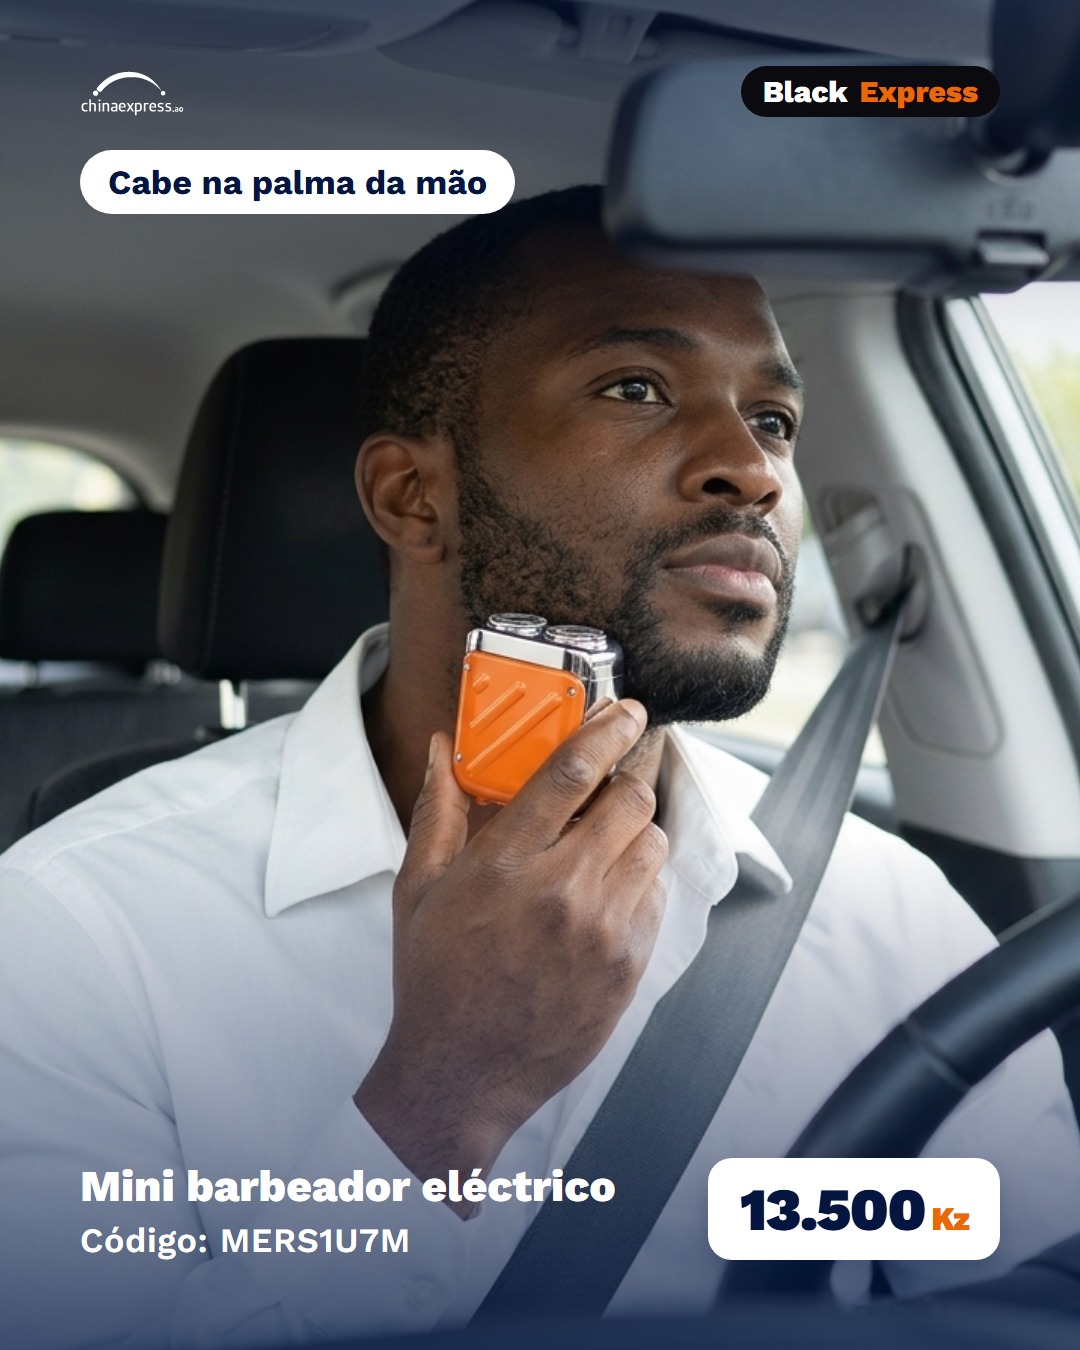 chinaexpress.ao
Black Express
Cabe na palma da mão
Mini barbeador eléctrico
Código: MERS1U7M
13.500 Kz